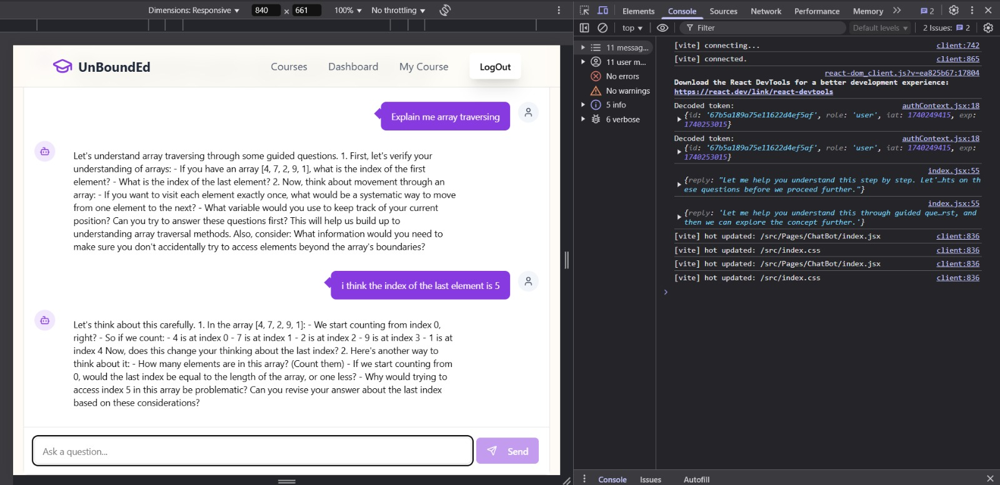 Dimensions: Responsive ▼ 840 × 661 100% ▼ No throttling ▼
UnBoundEd
Courses Dashboard My Course LogOut
Explain me array traversing
Let's understand array traversing through some guided questions. 1. First, let's verify your
understanding of arrays: - If you have an array [4, 7, 2, 9, 1], what is the index of the first
element? - What is the index of the last element? 2. Now, think about movement through an
array: - If you want to visit each element exactly once, what would be a systematic way to move
from one element to the next? - What variable would you use to keep track of your current
position? Can you try to answer these questions first? This will help us build up to
understanding array traversal methods. Also, consider: What information would you need to
make sure you don't accidentally try to access elements beyond the array's boundaries?
i think the index of the last element is 5
Let's think about this carefully. 1. In the array [4, 7, 2, 9, 1]: - We start counting from index 0,
right? - So if we count: - 4 is at index 0 - 7 is at index 1 - 2 is at index 2 - 9 is at index 3 - 1 is at
index 4 Now, does this change your thinking about the last index? 2. Here's another way to
think about it: - How many elements are in this array? (Count them) - If we start counting from
0, would the last index be equal to the length of the array, or one less? - Why would trying to
access index 5 in this array be problematic? Can you revise your answer about the last index
based on these considerations?
Ask a question...
Send
Elements Console Sources Network Performance Memory 2
top ▼ Filter Default levels ▼ 2 Issues: 2
11 messag...
11 user m...
No errors
No warnings
5 info
6 verbose
[vite] connecting... client:742
[vite] connected. client:865
react-dom_client.js?v=ea825b67:17804
Download the React DevTools for a better development experience:
https://react.dev/link/react-devtools
Decoded token: authContext.jsx:18
{id: '67b5a189a75e11622d4ef5af', role: 'user', iat: 1740249415, exp:
1740253015}
Decoded token: authContext.jsx:18
{id: '67b5a189a75e11622d4ef5af', role: 'user', iat: 1740249415, exp:
1740253015}
index.jsx:55
{reply: "Let me help you understand this step by step. Let'…hts on th
ese questions before we proceed further."}
index.jsx:55
{reply: 'Let me help you understand this through guided que…rst, and
then we can explore the concept further.'}
[vite] hot updated: /src/Pages/ChatBot/index.jsx client:836
[vite] hot updated: /src/index.css client:836
[vite] hot updated: /src/Pages/ChatBot/index.jsx client:836
[vite] hot updated: /src/index.css client:836
Console Issues Autofill